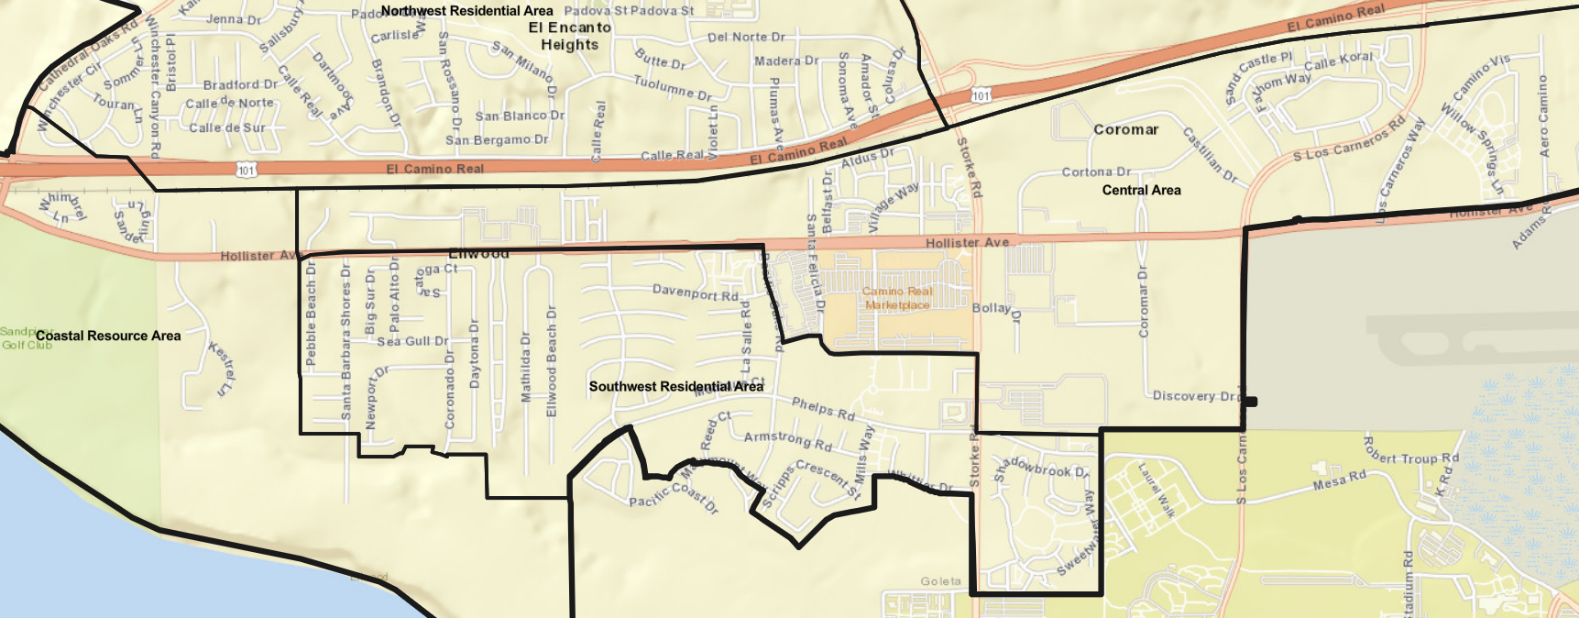 Northwest Residential Area
Padova St
Padova St
El Encanto
Heights
Jenna Dr
Carlisle
Del Norte Dr
El Camino Real
Cathedral Oaks Rd
Winchester Canyon Rd
Bristol Pl
Winchester Cir
Touran Ln
Bradford Dr
Calle de Norte
Calle de Sur
Calle Real
Dartmoor Ave
Brandon Dr
San Rossano Dr
San Milano Dr
San Blanco Dr
San Bergamo Dr
Butte Dr
Tuolumne Dr
Madera Dr
Plumas Ave
Sonoma Ave
Amador St
Colusa Dr
Calle Real
Violet Ln
Calle Real
101
El Camino Real
El Camino Real
101
Sand Castle Pl
Calle Koral
Fathom Way
Camino Vis
Willow Springs Ln
Aero Camino
Coromar
Castilian Dr
S Los Carneros Rd
Los Carneros Way
Cortona Dr
Central Area
Storke Rd
Aldus Dr
Belfast Dr
Village Way
Santa Felicia Dr
Whimbrel Ln
Sanderling Ln
Hollister Ave
Ellwood
Hollister Ave
Hollister Ave
Coastal Resource Area
Sandpiper
Golf Club
Kestrel Ln
Pebble Beach Dr
Santa Barbara Shores Dr
Big Sur Dr
Palo Alto Dr
Sea Gull Dr
Newport Dr
Coronado Dr
Daytona Dr
Mathilda Dr
Ellwood Beach Dr
Davenport Rd
La Salle Rd
Camino Real
Marketplace
Bollay Dr
Coromar Dr
Discovery Dr
Southwest Residential Area
Phelps Rd
Reed Ct
Armstrong Rd
Mills Way
Scripps Crescent St
Pacific Coast Dr
Whittier Dr
Storke Rd
Shadowbrook Dr
Sweetwater Way
Laurel Walk
Mesa Rd
Robert Troup Rd
Goleta